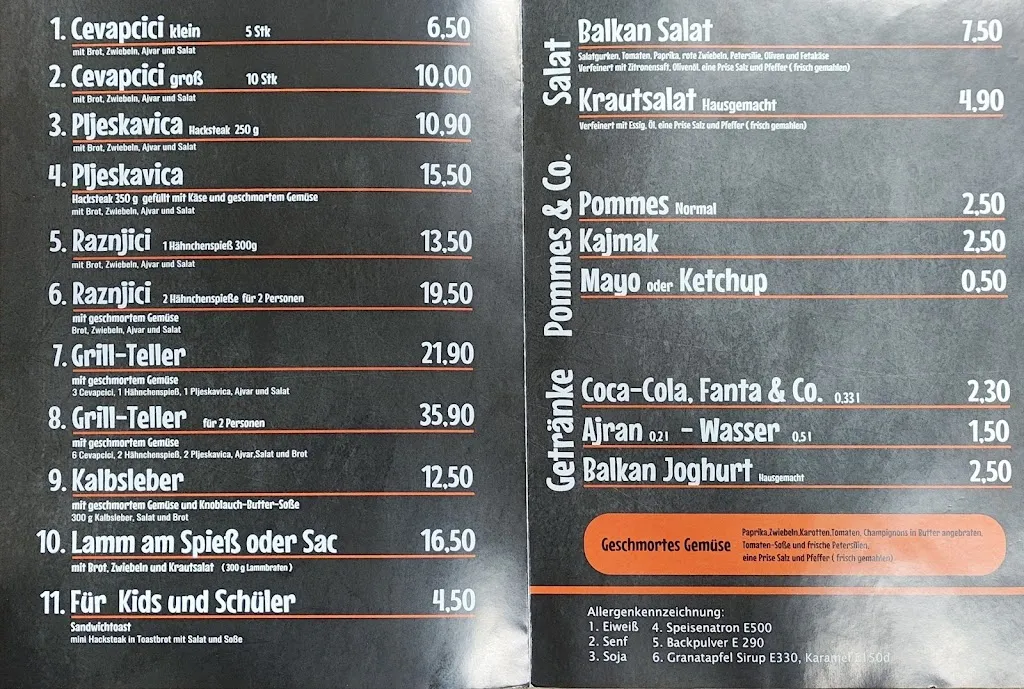 1. Cevapcici klein 5 Stk 6,50
mit Brot, Zwiebeln, Ajvar und Salat
2. Cevapcici groß 10 Stk 10,00
mit Brot, Zwiebeln, Ajvar und Salat
3. Pljeskavica Hacksteak 250 g 10,90
mit Brot, Zwiebeln, Ajvar und Salat
4. Pljeskavica 15,50
Hacksteak 350 g gefüllt mit Käse und geschmortem Gemüse
mit Brot, Zwiebeln, Ajvar und Salat
5. Raznjici 1 Hähnchenspieß 300g 13,50
mit Brot, Zwiebeln, Ajvar und Salat
6. Raznjici 2 Hähnchenspieße für 2 Personen 19,50
mit geschmortem Gemüse
Brot, Zwiebeln, Ajvar und Salat
7. Grill-Teller 21,90
mit geschmortem Gemüse
3 Cevapcici, 1 Hähnchenspieß, 1 Pljeskavica, Ajvar und Salat
8. Grill-Teller für 2 Personen 35,90
mit geschmortem Gemüse
6 Cevapcici, 2 Hähnchenspieß, 2 Pljeskavica, Ajvar,Salat und Brot
9. Kalbsleber 12,50
mit geschmortem Gemüse und Knoblauch-Butter-Soße
300 g Kalbsleber, Salat und Brot
10. Lamm am Spieß oder Sac 16,50
mit Brot, Zwiebeln und Krautsalat (300 g Lammbraten)
11. Für Kids und Schüler 4,50
Sandwichtoast
mini Hacksteak in Toastbrot mit Salat und Soße
Salat
Balkan Salat 7,50
Salatgurken, Tomaten, Paprika, rote Zwiebeln, Petersilie, Oliven und Fetakäse
Verfeinert mit Zitronensaft, Olivenöl, eine Prise Salz und Pfeffer ( frisch gemahlen)
Krautsalat Hausgemacht 4,90
Verfeinert mit Essig, Öl, eine Prise Salz und Pfeffer ( frisch gemahlen)
Pommes & Co.
Pommes Normal 2,50
Kajmak 2,50
Mayo oder Ketchup 0,50
Getränke
Coca-Cola, Fanta & Co. 0,33 l 2,30
Ajran 0,2 l - Wasser 0,5 l 1,50
Balkan Joghurt Hausgemacht 2,50
Geschmortes Gemüse
Paprika,Zwiebeln,Karotten,Tomaten, Champignons in Butter angebraten,
Tomaten-Soße und frische Petersilien,
eine Prise Salz und Pfeffer ( frisch gemahlen)
Allergenkennzeichnung:
1. Eiweiß 4. Speisenatron E500
2. Senf 5. Backpulver E 290
3. Soja 6. Granatapfel Sirup E330, Karamel E150d